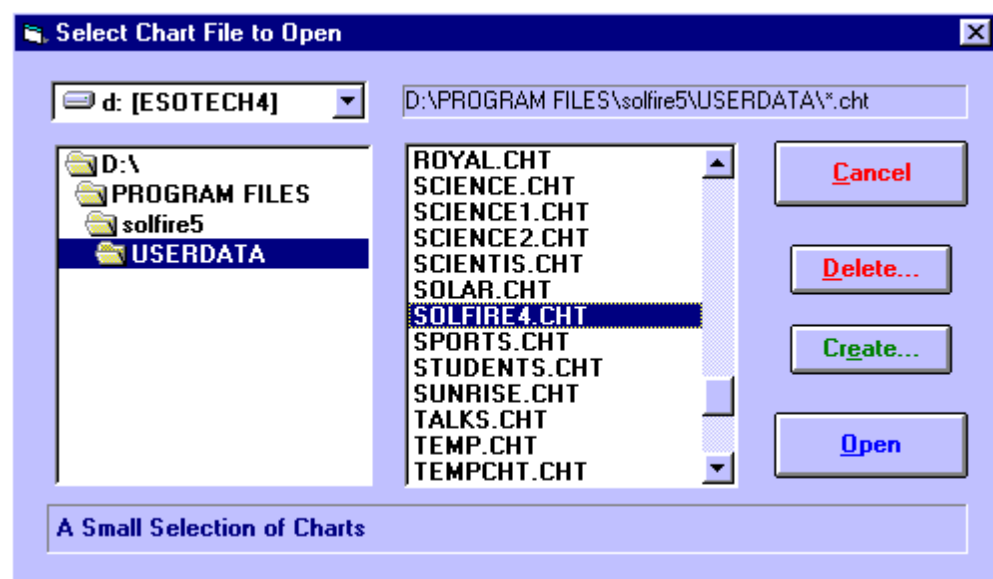 Select Chart File to Open
d: [ESOTECH4]
D:\PROGRAM FILES\solfire5\USERDATA\*.cht
D:\
PROGRAM FILES
solfire5
USERDATA
ROYAL.CHT
SCIENCE.CHT
SCIENCE1.CHT
SCIENCE2.CHT
SCIENTIS.CHT
SOLAR.CHT
SOLFIRE4.CHT
SPORTS.CHT
STUDENTS.CHT
SUNRISE.CHT
TALKS.CHT
TEMP.CHT
TEMPCHT.CHT
Cancel
Delete...
Create...
Open
A Small Selection of Charts